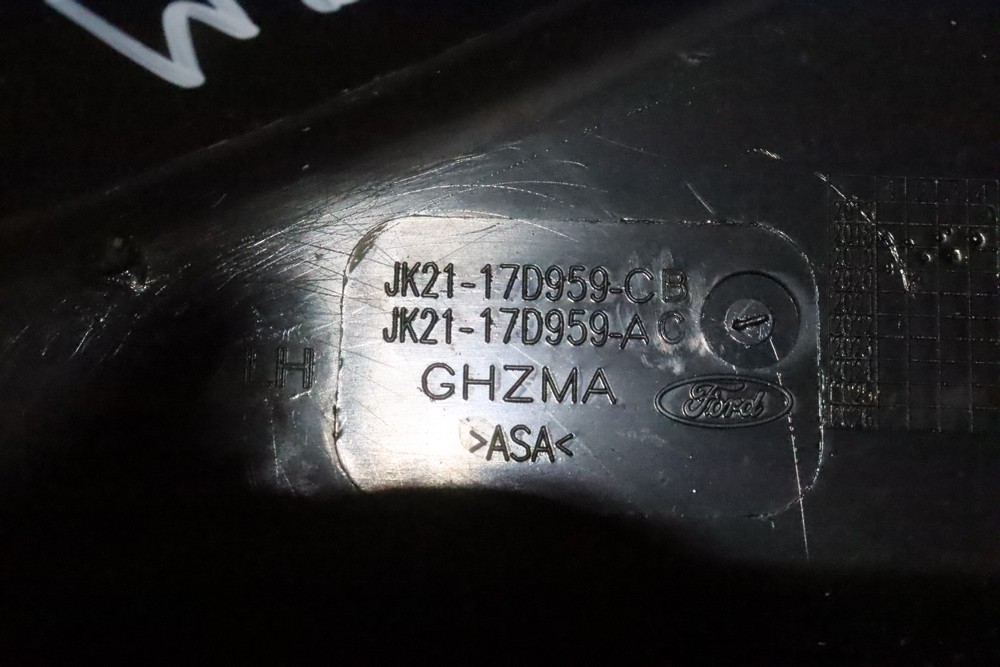 JK21-17D959-CB
JK21-17D959-AC
LH
GHZMA
Ford
>ASA<